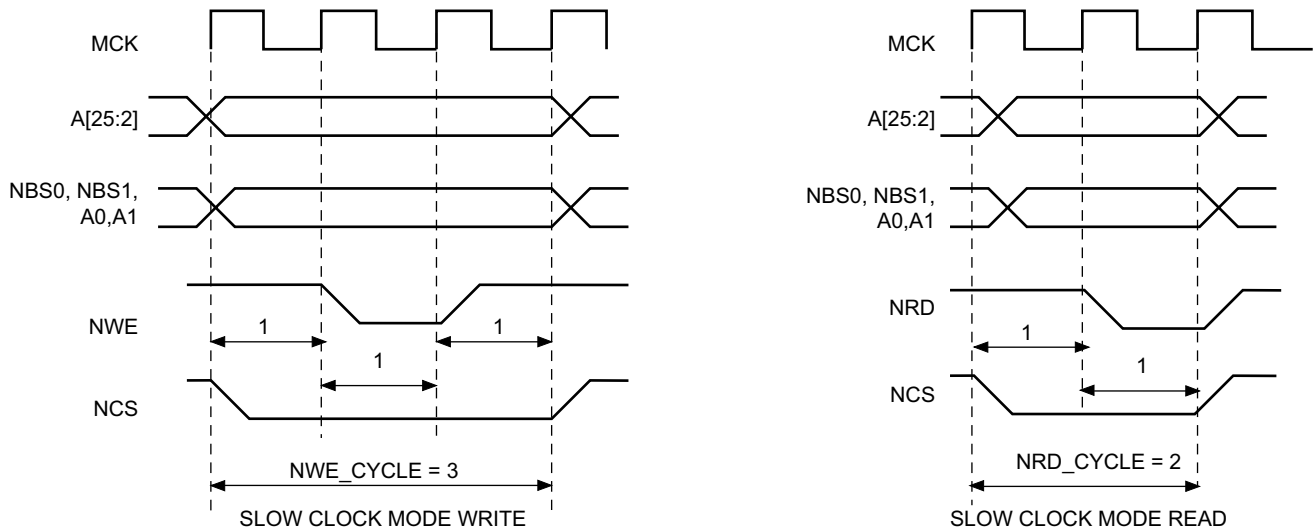 MCK
A[25:2]
NBS0, NBS1,
A0,A1
NWE
1
1
1
NCS
NWE_CYCLE = 3
SLOW CLOCK MODE WRITE
MCK
A[25:2]
NBS0, NBS1,
A0,A1
NRD
1
1
NCS
NRD_CYCLE = 2
SLOW CLOCK MODE READ